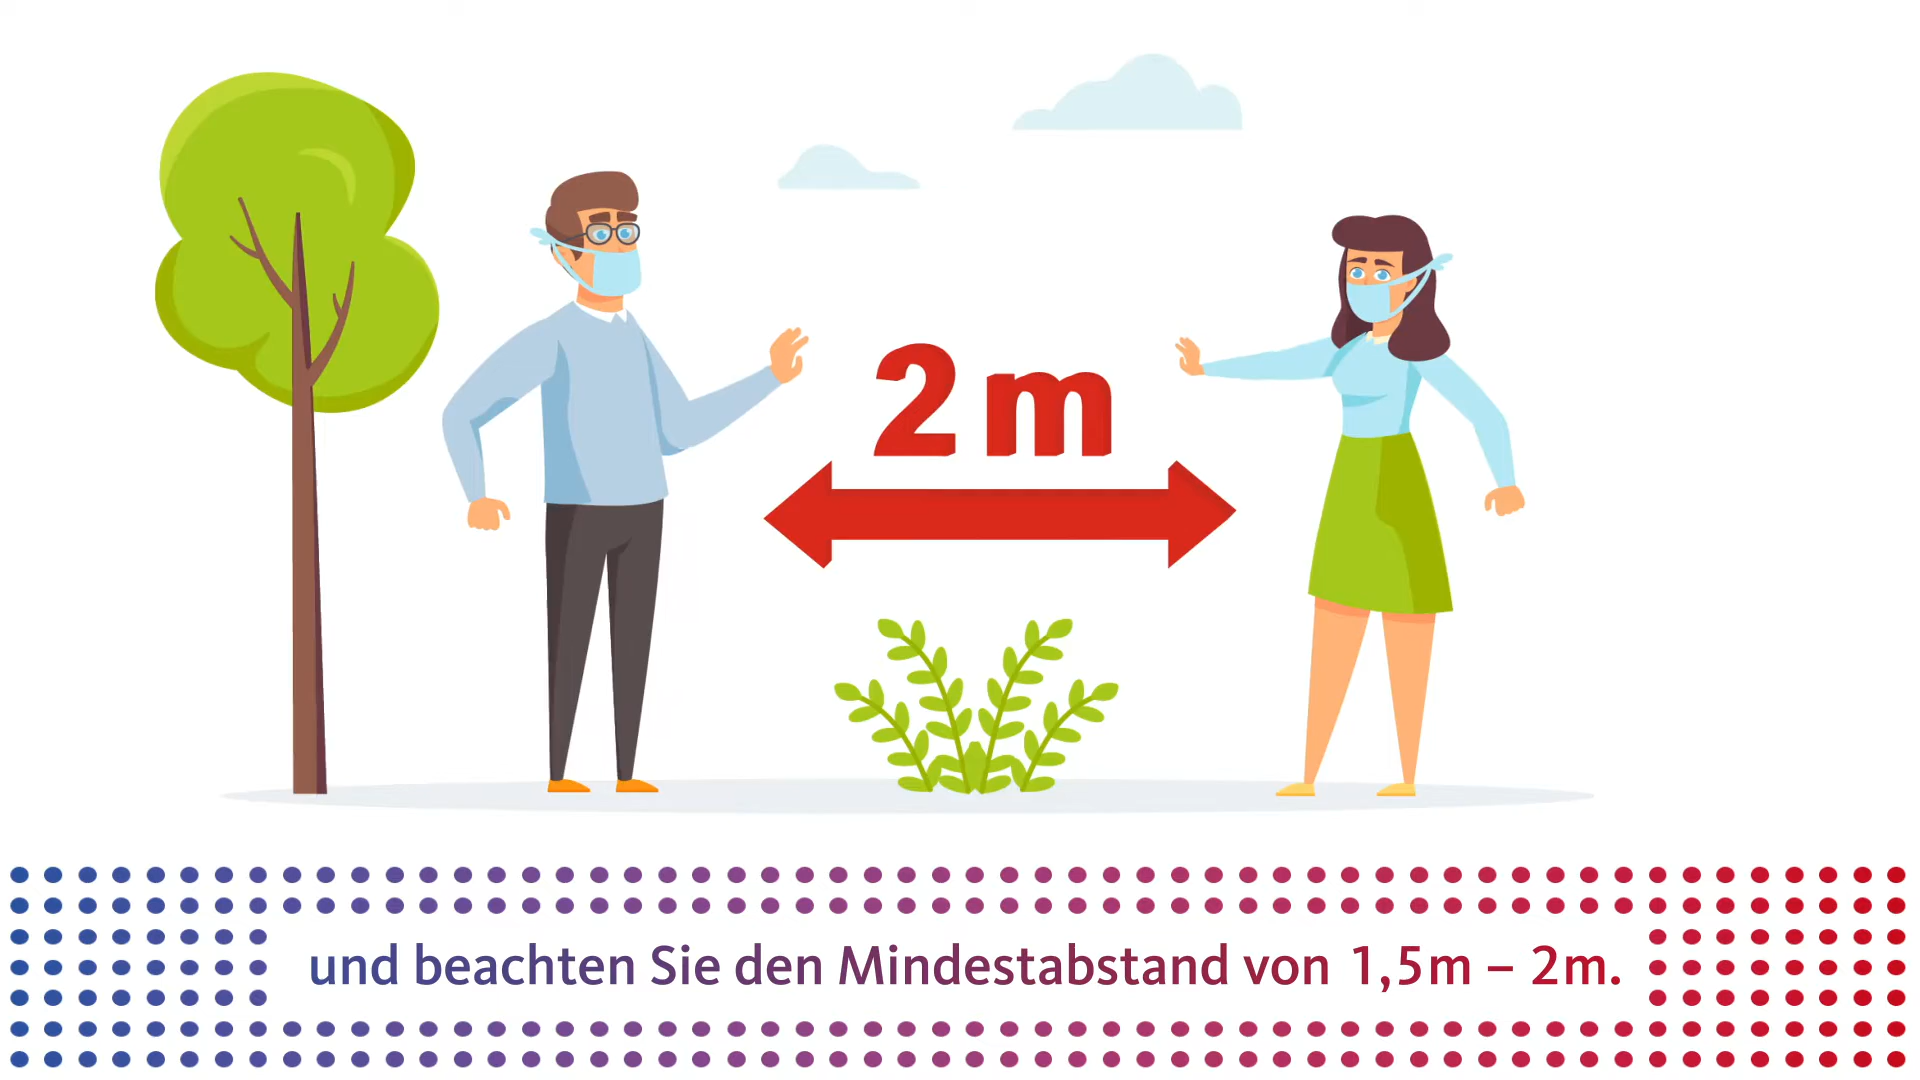 2 m
und beachten Sie den Mindestabstand von 1,5m – 2m.